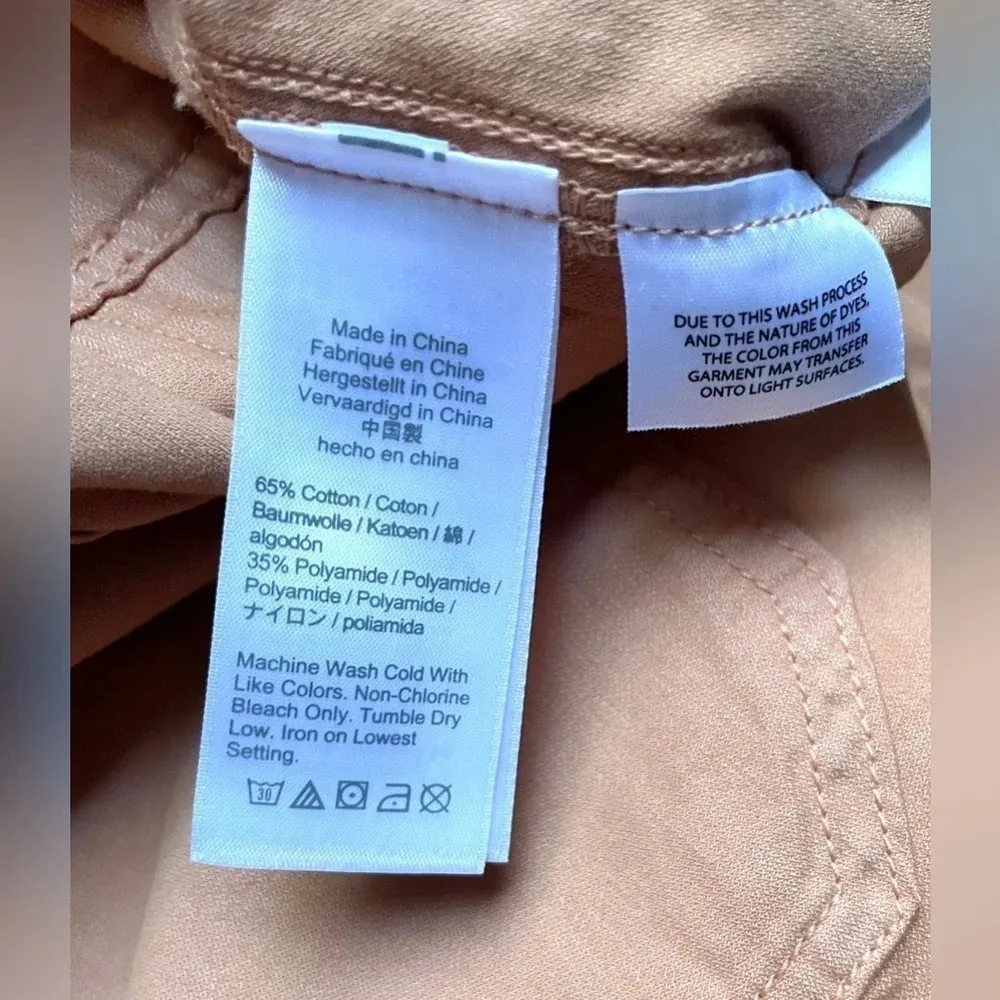 Made in China
Fabriqué en Chine
Hergestellt in China
Vervaardigd in China
中国製
hecho en china
65% Cotton / Coton /
Baumwolle / Katoen / 綿 /
algodón
35% Polyamide / Polyamide /
Polyamide / Polyamide /
ナイロン / poliamida
Machine Wash Cold With
Like Colors. Non-Chlorine
Bleach Only. Tumble Dry
Low. Iron on Lowest
Setting.
30
DUE TO THIS WASH PROCESS
AND THE NATURE OF DYES,
THE COLOR FROM THIS
GARMENT MAY TRANSFER
ONTO LIGHT SURFACES.